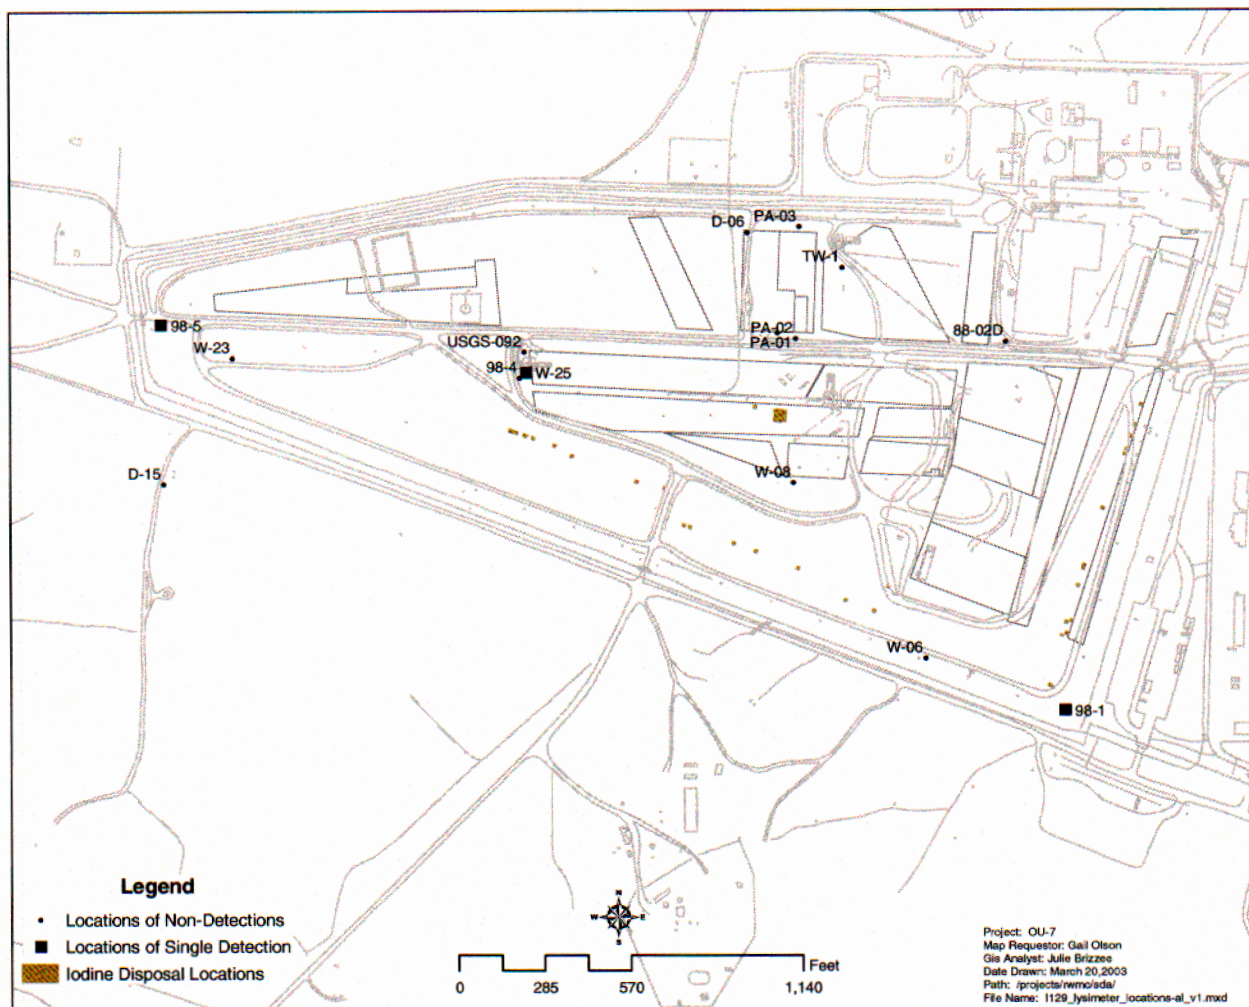 D-06
PA-03
TW-1
98-5
W-23
USGS-092
98-4
W-25
PA-02
PA-01
88-02D
D-15
W-08
W-06
98-1
Legend
Locations of Non-Detections
Locations of Single Detection
Iodine Disposal Locations
N
W
E
S
Feet
0
285
570
1,140
Project: OU-7
Map Requestor: Gail Olson
Gis Analyst: Julie Brizzee
Date Drawn: March 20,2003
Path: /projects/rwmc/sda/
File Name: I129_lysimeter_locations-al_v1.mxd